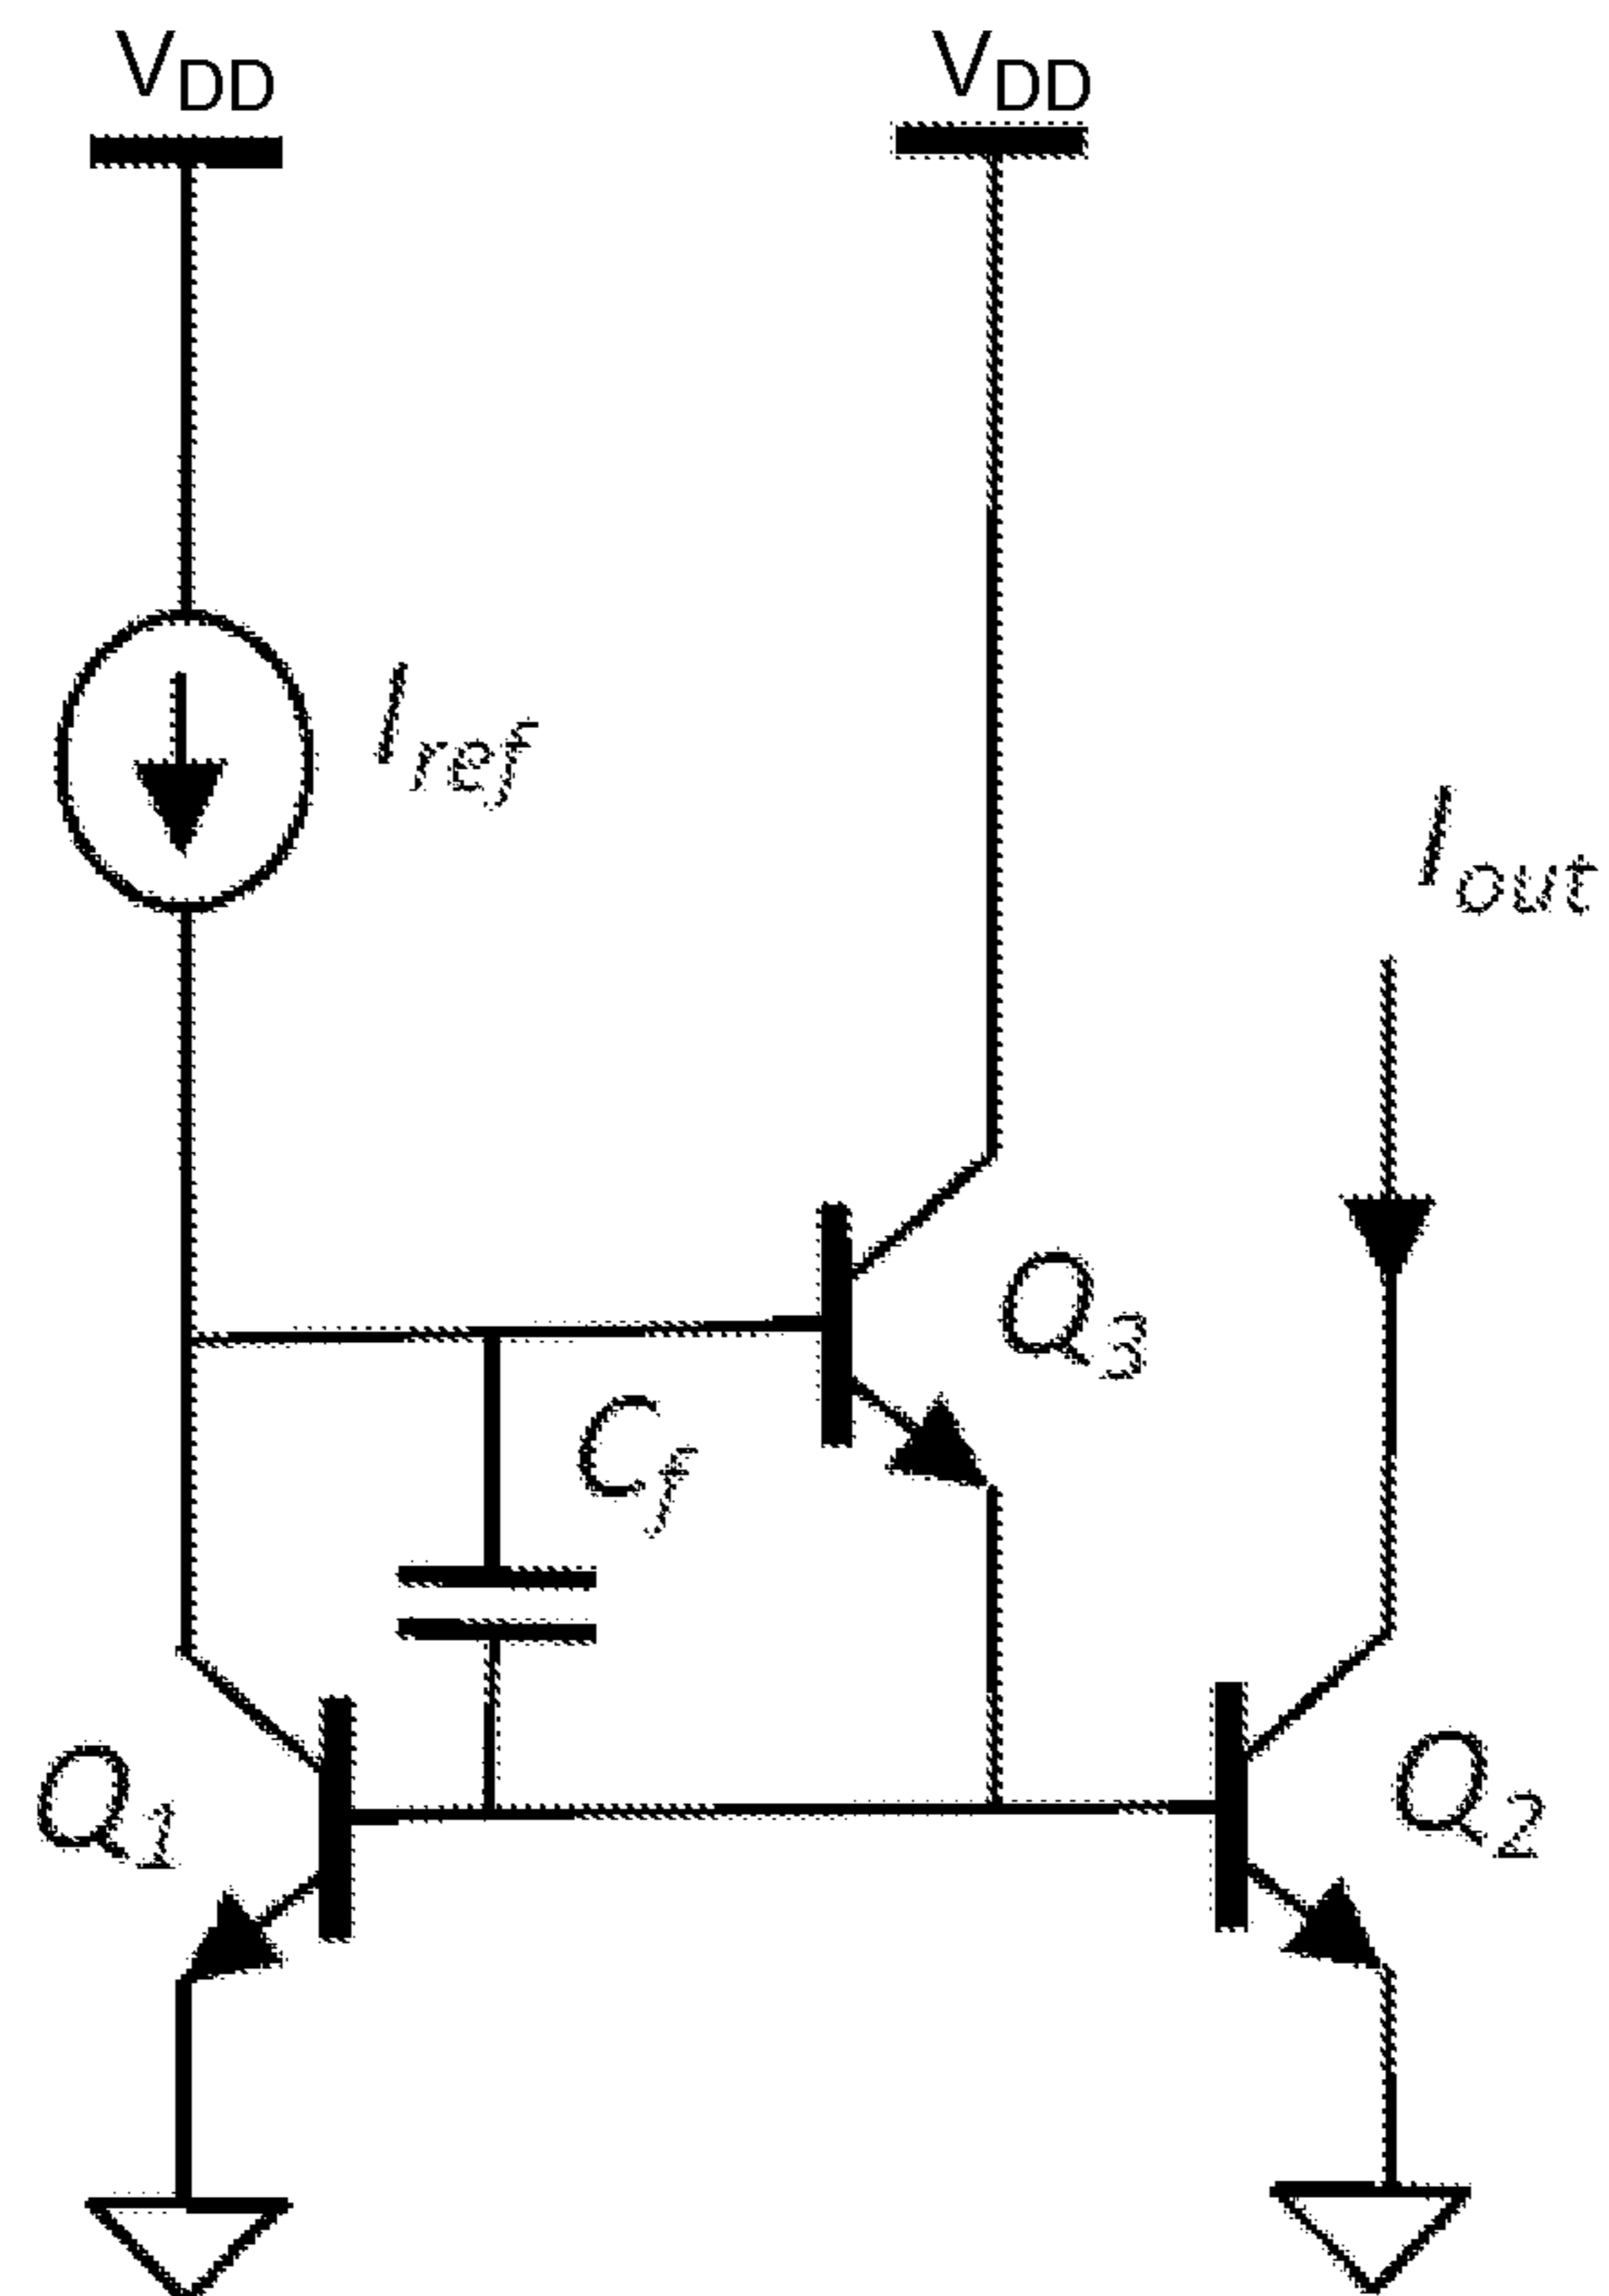 VDD
VDD
Iref
Iout
Q3
Cf
Q1
Q2